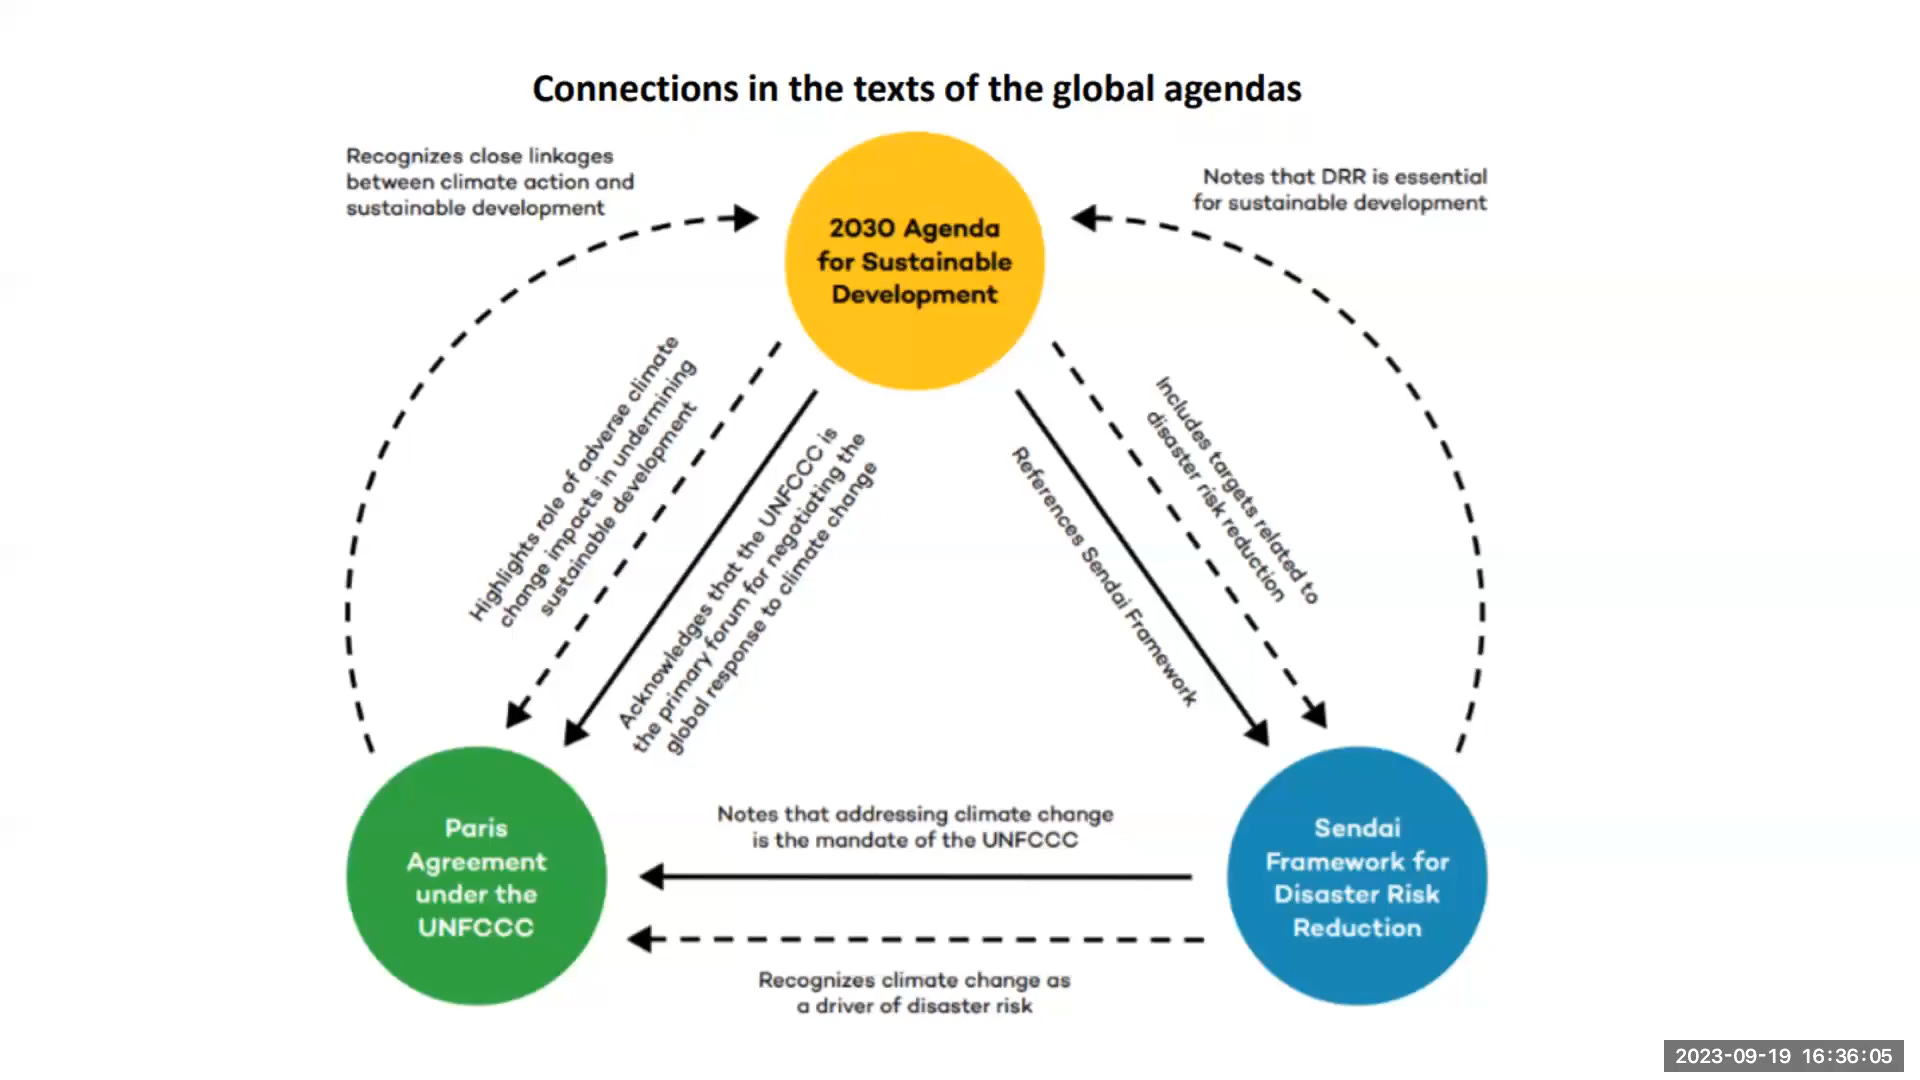 Connections in the texts of the global agendas
Recognizes close linkages
between climate action and
sustainable development
Notes that DRR is essential
for sustainable development
2030 Agenda
for Sustainable
Development
Highlights role of adverse climate
change impacts in undermining
sustainable development
Acknowledges that the UNFCCC is
the primary forum for negotiating the
global response to climate change
References Sendai Framework
Includes targets related to
disaster risk reduction
Paris
Agreement
under the
UNFCCC
Notes that addressing climate change
is the mandate of the UNFCCC
Recognizes climate change as
a driver of disaster risk
Sendai
Framework for
Disaster Risk
Reduction
2023-09-19 16:36:05